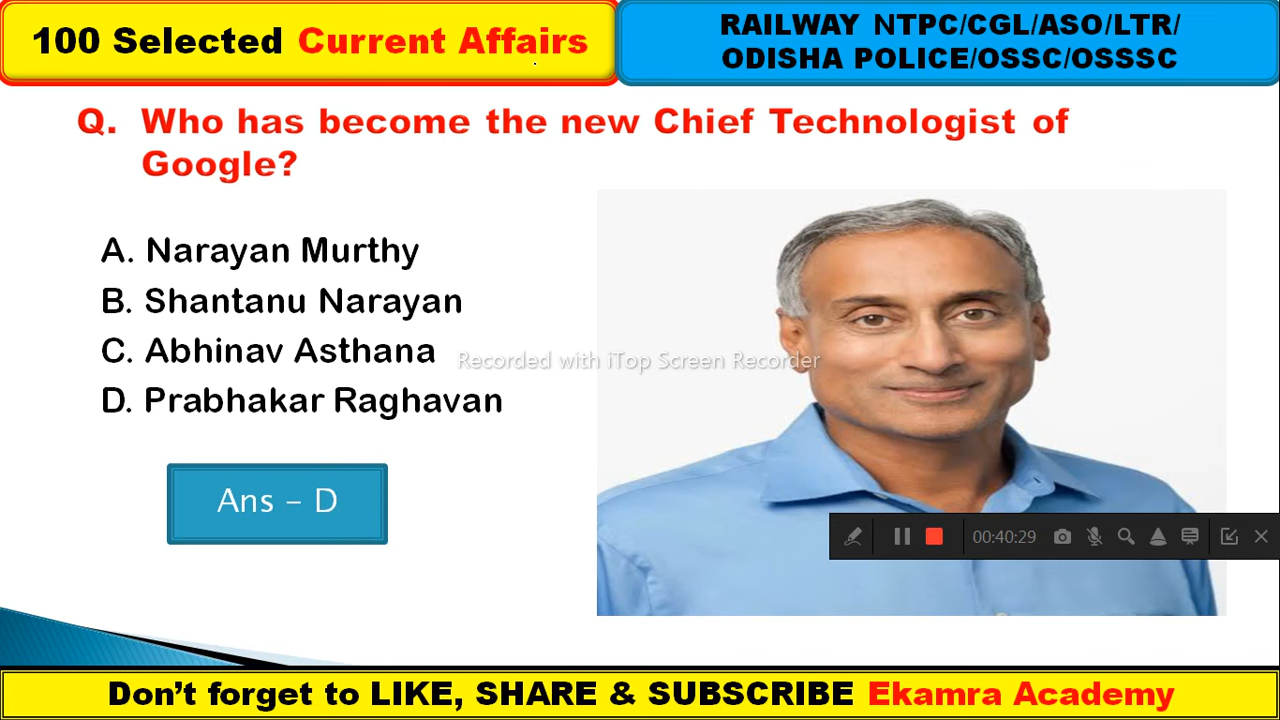 100 Selected Current Affairs
RAILWAY NTPC/CGL/ASO/LTR/
ODISHA POLICE/OSSC/OSSSC
Q. Who has become the new Chief Technologist of
Google?
A. Narayan Murthy
B. Shantanu Narayan
C. Abhinav Asthana
Recorded with iTop Screen Recorder
D. Prabhakar Raghavan
Ans – D
00:40:29
Don't forget to LIKE, SHARE & SUBSCRIBE Ekamra Academy